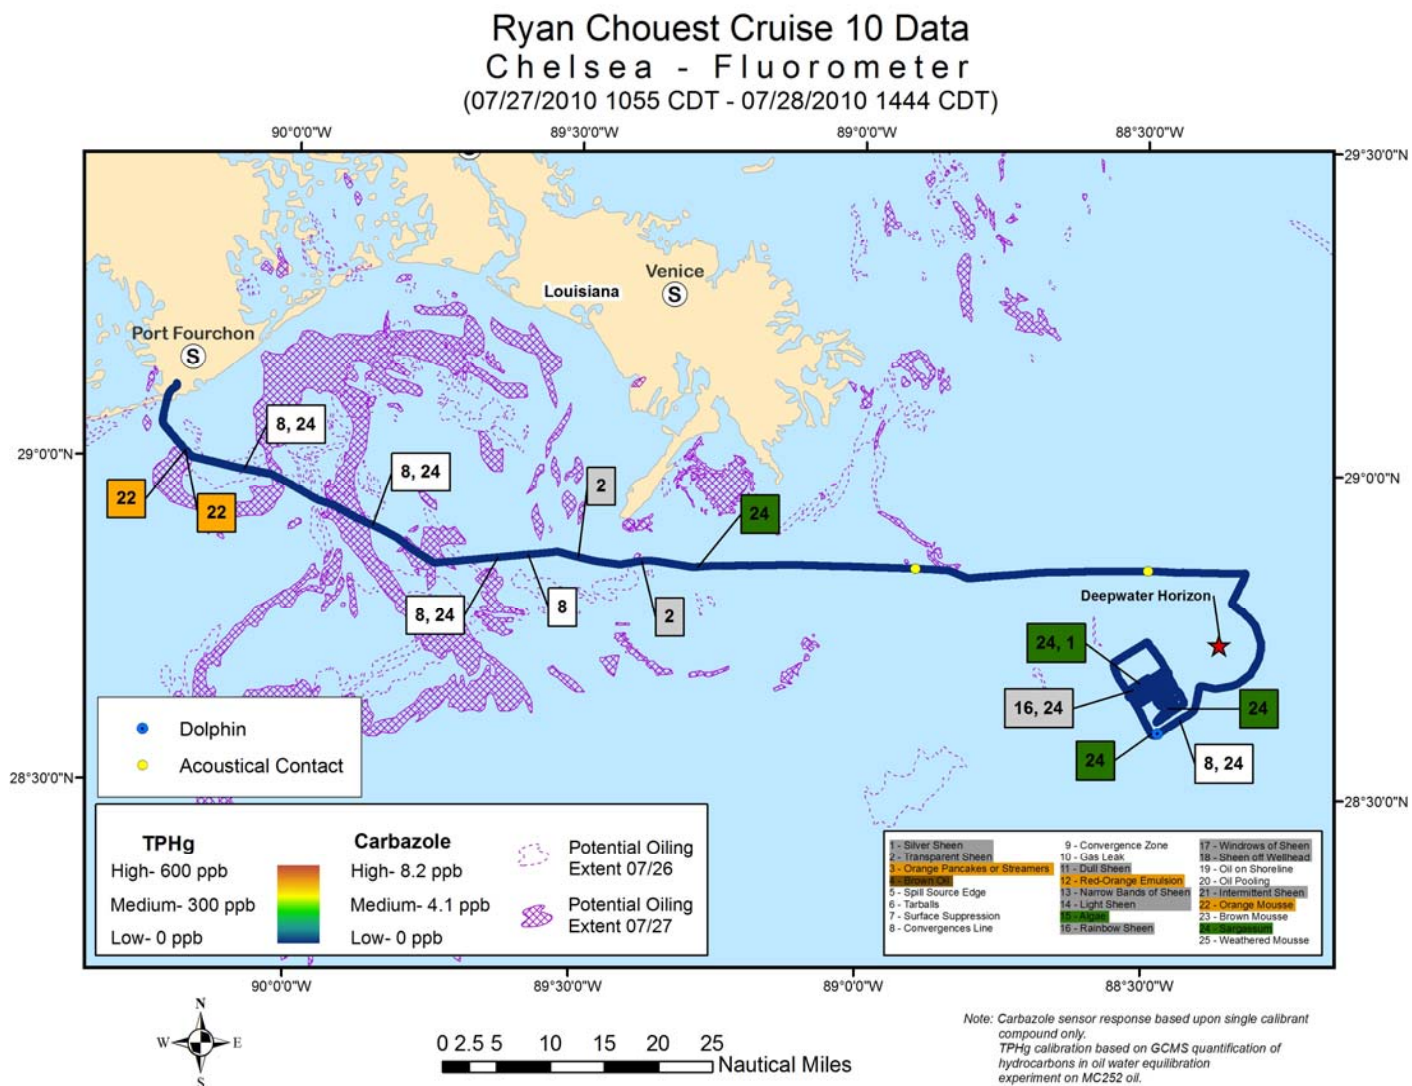 Ryan Chouest Cruise 10 Data
Chelsea - Fluorometer
(07/27/2010 1055 CDT - 07/28/2010 1444 CDT)
90°0'0"W
89°30'0"W
89°0'0"W
88°30'0"W
29°30'0"N
29°30'0"N
Venice
S
Louisiana
Port Fourchon
S
8, 24
29°0'0"N
29°0'0"N
8, 24
2
22
22
24
Deepwater Horizon
8, 24
8
2
24, 1
16, 24
24
24
8, 24
28°30'0"N
28°30'0"N
Dolphin
Acoustical Contact
TPHg
High- 600 ppb
Medium- 300 ppb
Low- 0 ppb
Carbazole
High- 8.2 ppb
Medium- 4.1 ppb
Low- 0 ppb
Potential Oiling
Extent 07/26
Potential Oiling
Extent 07/27
1 - Silver Sheen
2 - Transparent Sheen
3 - Orange Pancakes or Streamers
4 - Brown Oil
5 - Spill Source Edge
6 - Tarballs
7 - Surface Suppression
8 - Convergences Line
9 - Convergence Zone
10 - Gas Leak
11 - Dull Sheen
12 - Red-Orange Emulsion
13 - Narrow Bands of Sheen
14 - Light Sheen
15 - Algae
16 - Rainbow Sheen
17 - Windrows of Sheen
18 - Sheen off Wellhead
19 - Oil on Shoreline
20 - Oil Pooling
21 - Intermittent Sheen
22 - Orange Mousse
23 - Brown Mousse
24 - Sargassum
25 - Weathered Mousse
90°0'0"W
89°30'0"W
89°0'0"W
88°30'0"W
N
W
E
S
0 2.5 5 10 15 20 25
Nautical Miles
Note: Carbazole sensor response based upon single calibrant
compound only.
TPHg calibration based on GCMS quantification of
hydrocarbons in oil water equilibration
experiment on MC252 oil.